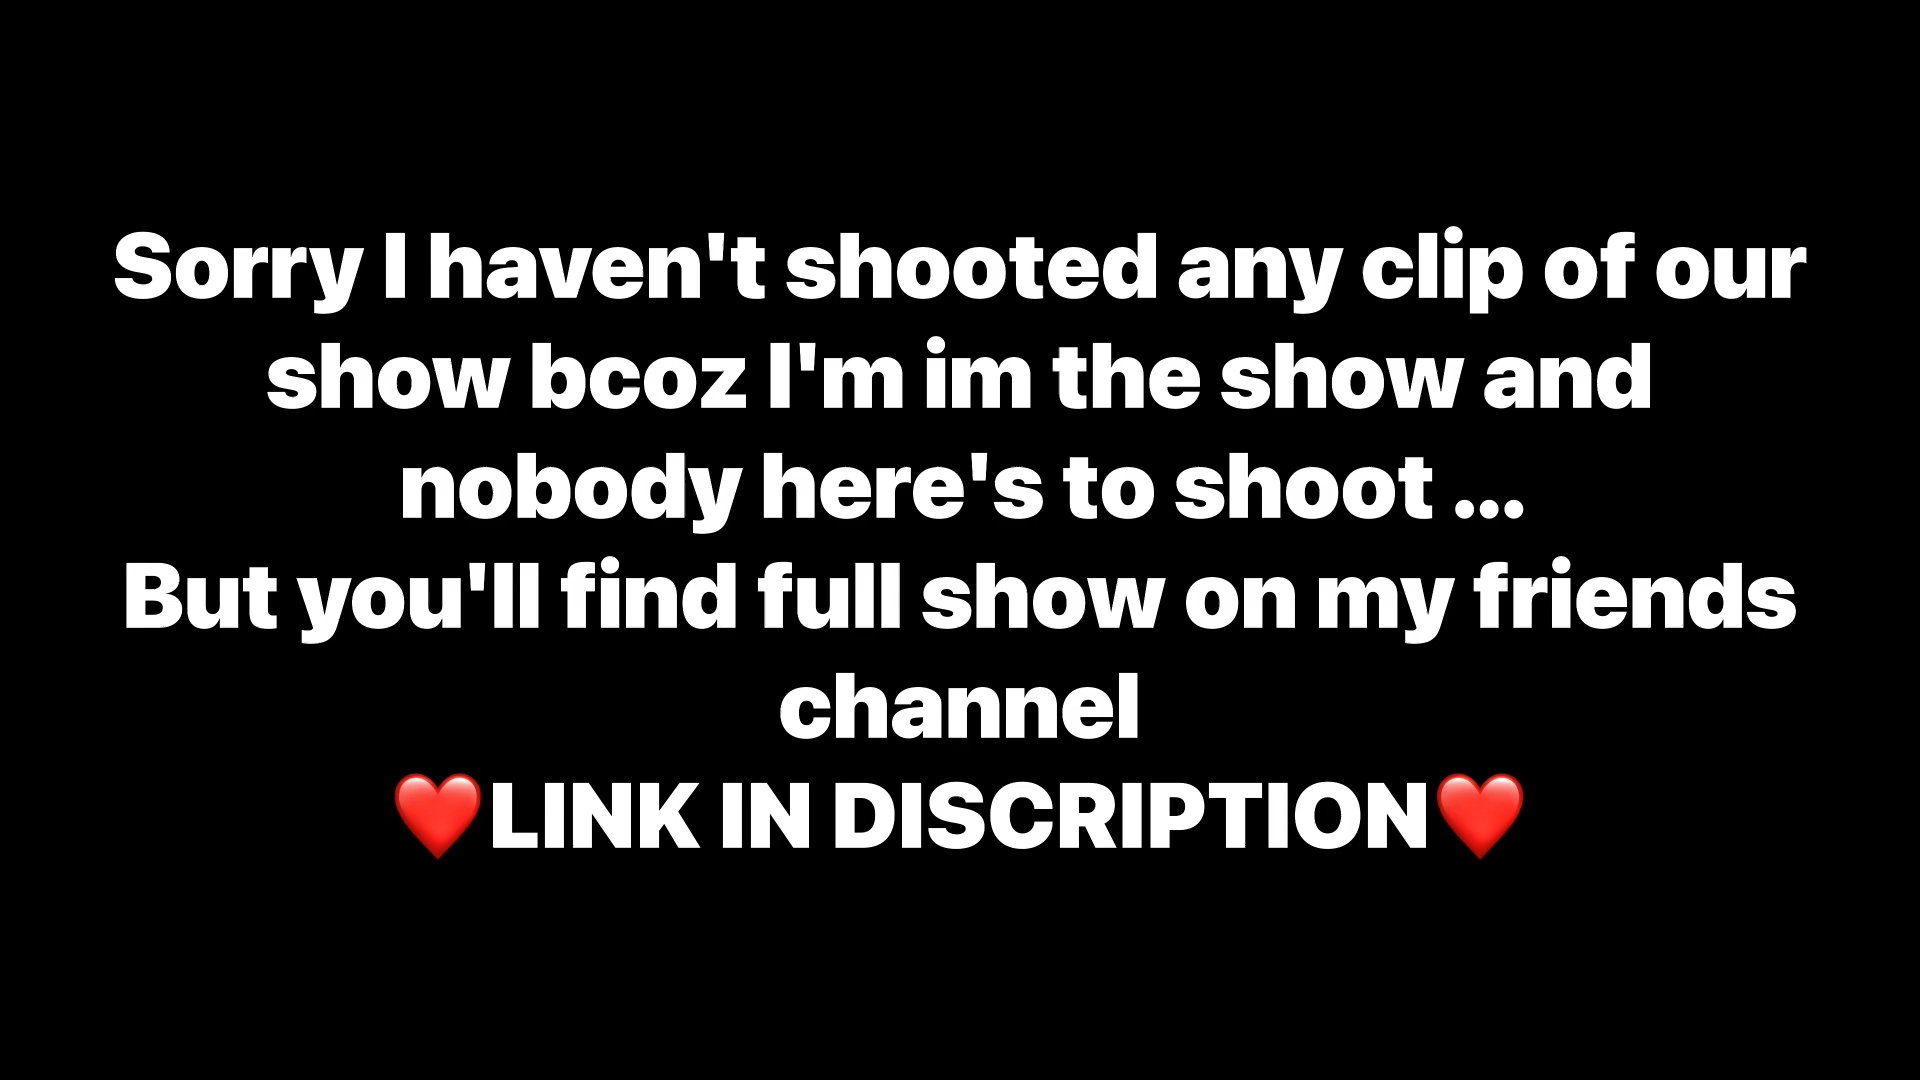 Sorry I haven't shooted any clip of our
show bcoz I'm im the show and
nobody here's to shoot ...
But you'll find full show on my friends
channel
❤️LINK IN DISCRIPTION❤️